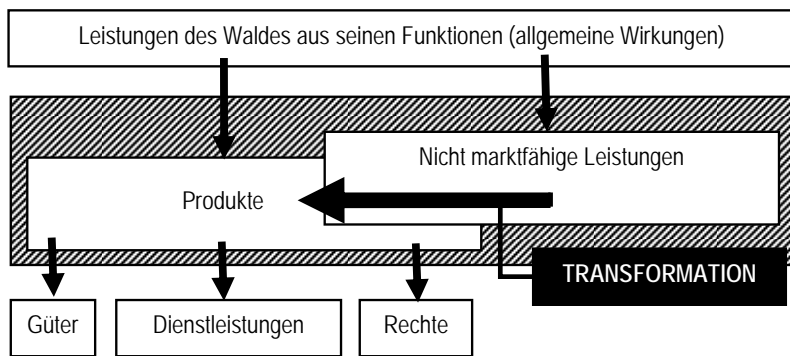 Leistungen des Waldes aus seinen Funktionen (allgemeine Wirkungen)
Nicht marktfähige Leistungen
Produkte
TRANSFORMATION
Güter
Dienstleistungen
Rechte